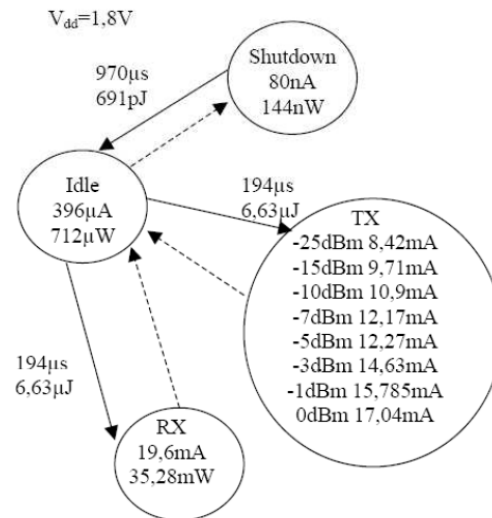 V_dd=1,8V
Shutdown
80nA
144nW
970µs
691pJ
Idle
396µA
712µW
194µs
6,63µJ
TX
-25dBm 8,42mA
-15dBm 9,71mA
-10dBm 10,9mA
-7dBm 12,17mA
-5dBm 12,27mA
-3dBm 14,63mA
-1dBm 15,785mA
0dBm 17,04mA
194µs
6,63µJ
RX
19,6mA
35,28mW